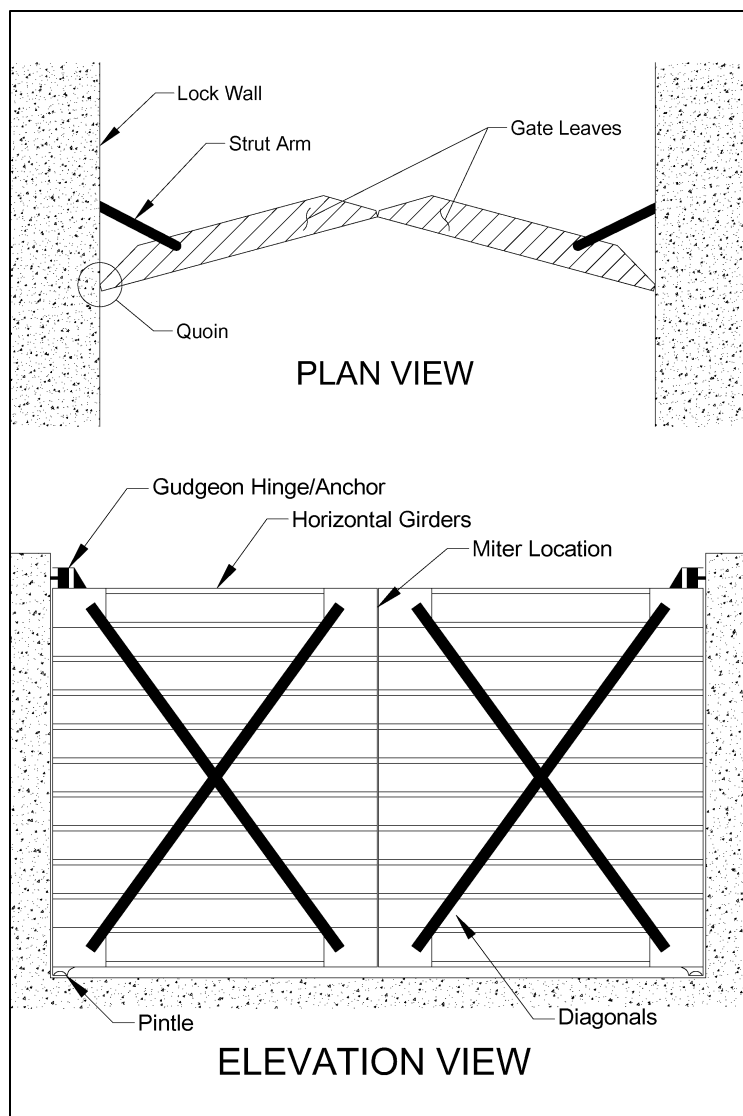 Lock Wall
Gate Leaves
Strut Arm
Quoin
PLAN VIEW
Gudgeon Hinge/Anchor
Horizontal Girders
Miter Location
Pintle
Diagonals
ELEVATION VIEW